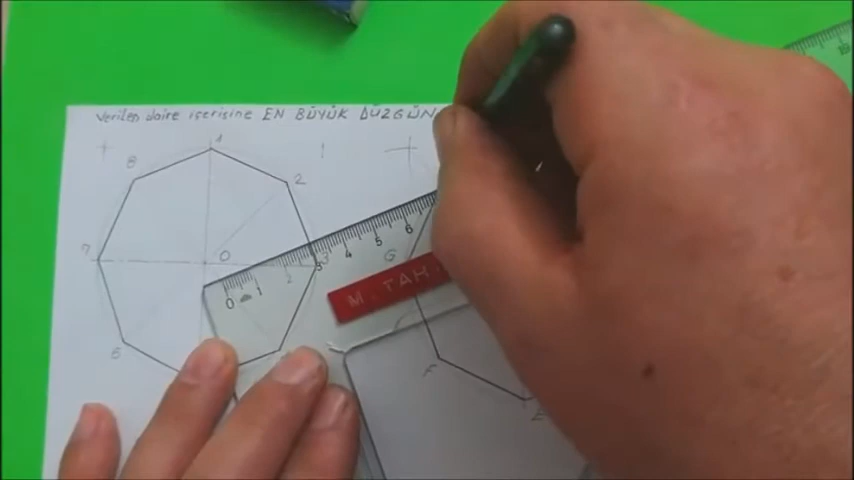 Verilen daire içerisine EN BÜYÜK DÜZGÜN
1
8
2
7
O
3
6
G
F
E
0 1 2 3 4 5 6
M.TAH